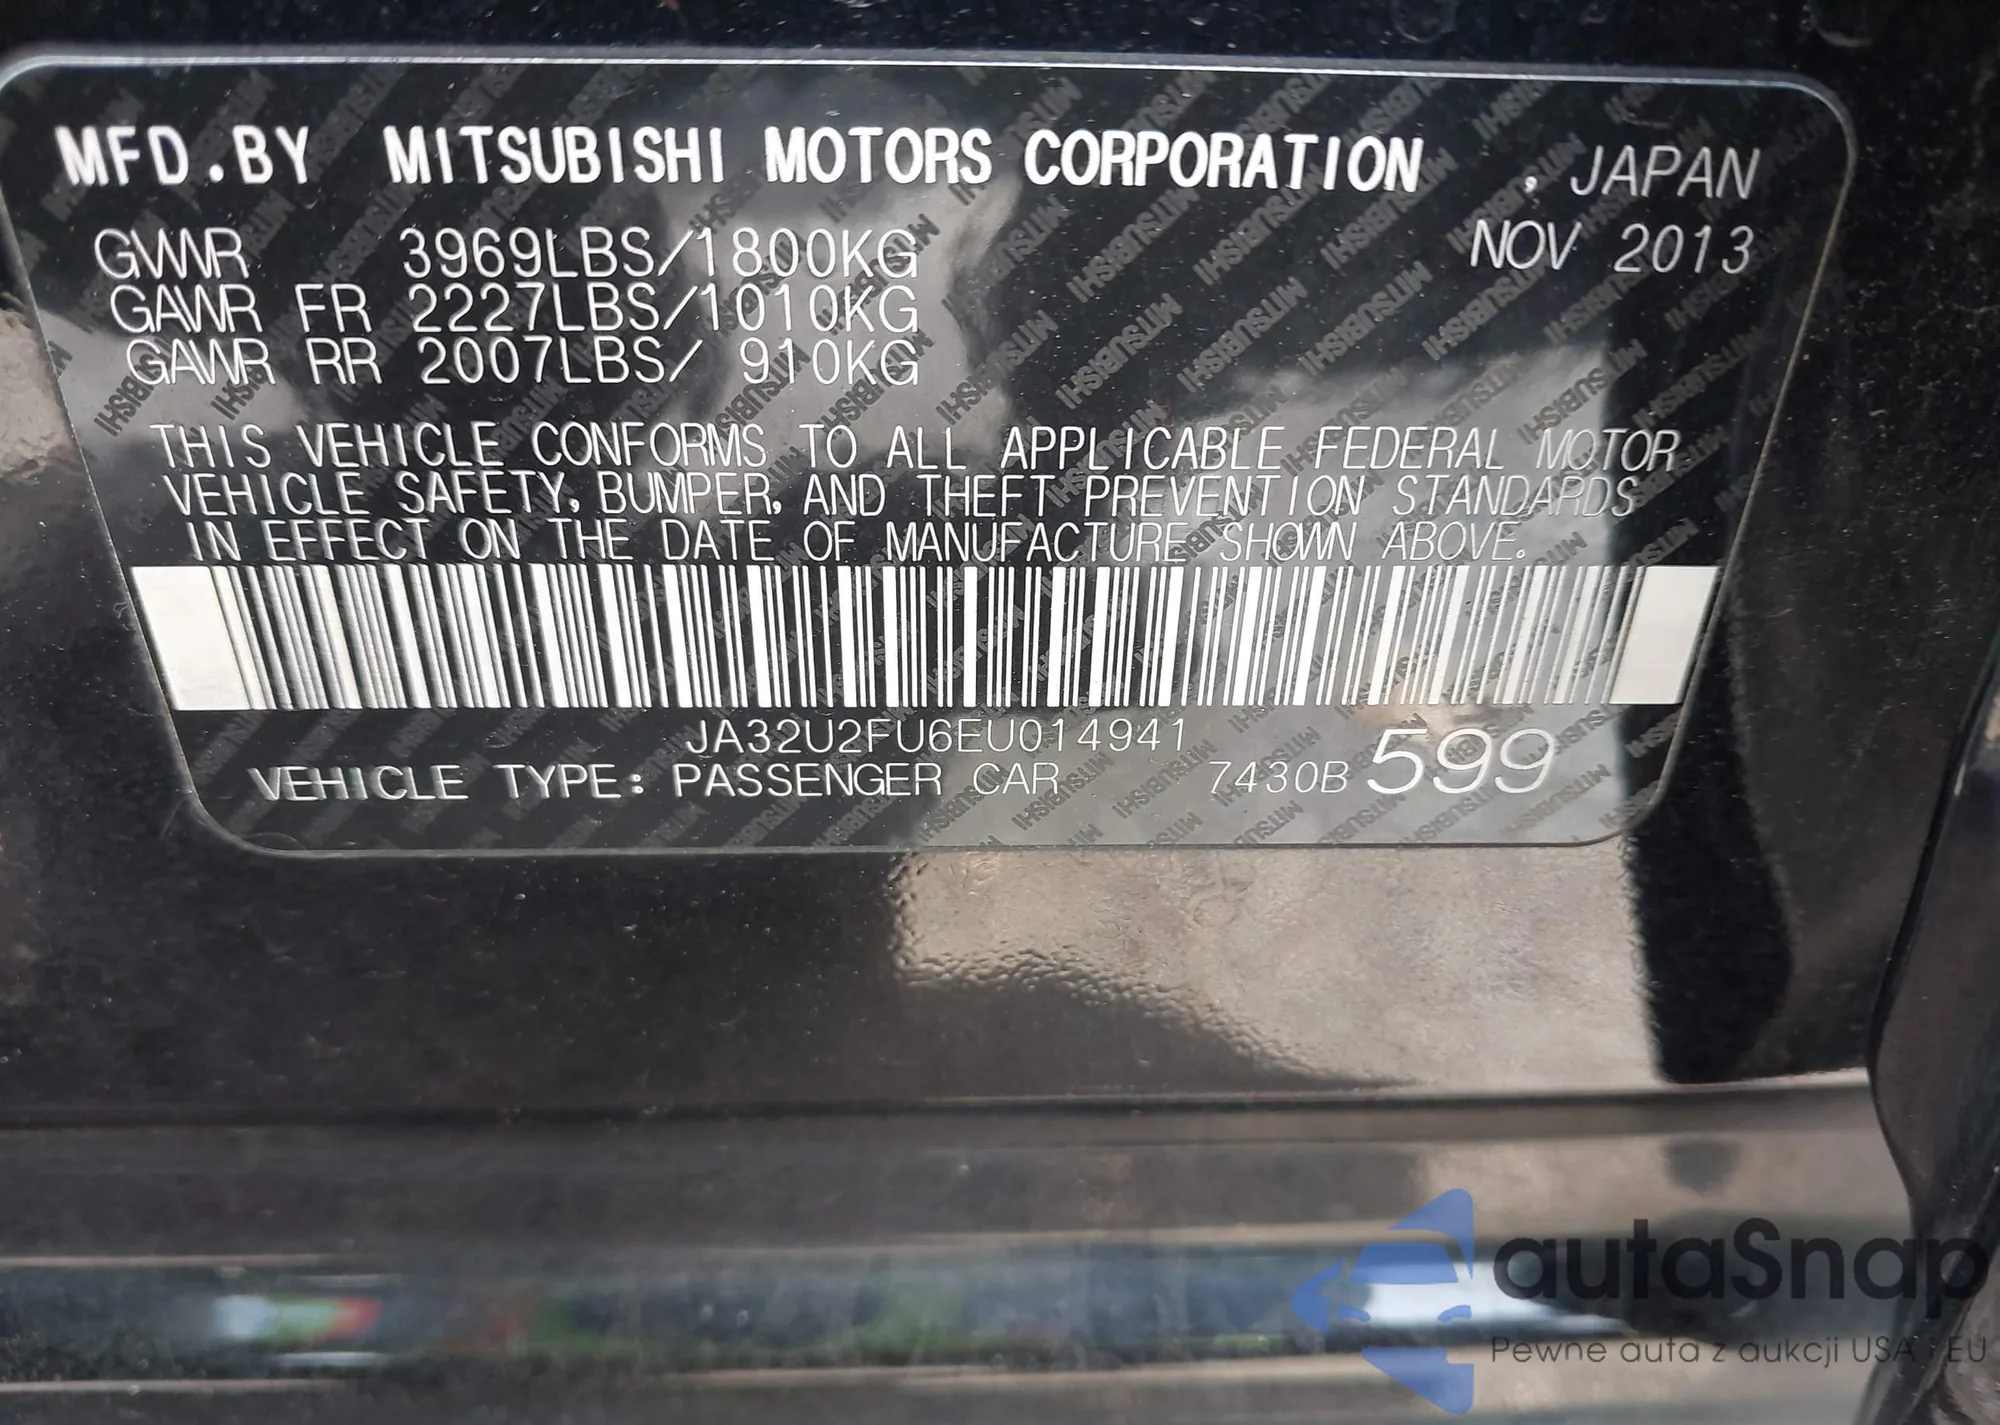 MFD.BY MITSUBISHI MOTORS CORPORATION , JAPAN
GVWR 3969LBS/1800KG NOV 2013
GAWR FR 2227LBS/1010KG
GAWR RR 2007LBS/ 910KG
THIS VEHICLE CONFORMS TO ALL APPLICABLE FEDERAL MOTOR
VEHICLE SAFETY, BUMPER, AND THEFT PREVENTION STANDARDS
IN EFFECT ON THE DATE OF MANUFACTURE SHOWN ABOVE.
JA32U2FU6EU014941
VEHICLE TYPE: PASSENGER CAR 7430B 599
autaSnap
Pewne auta z aukcji USA i EU